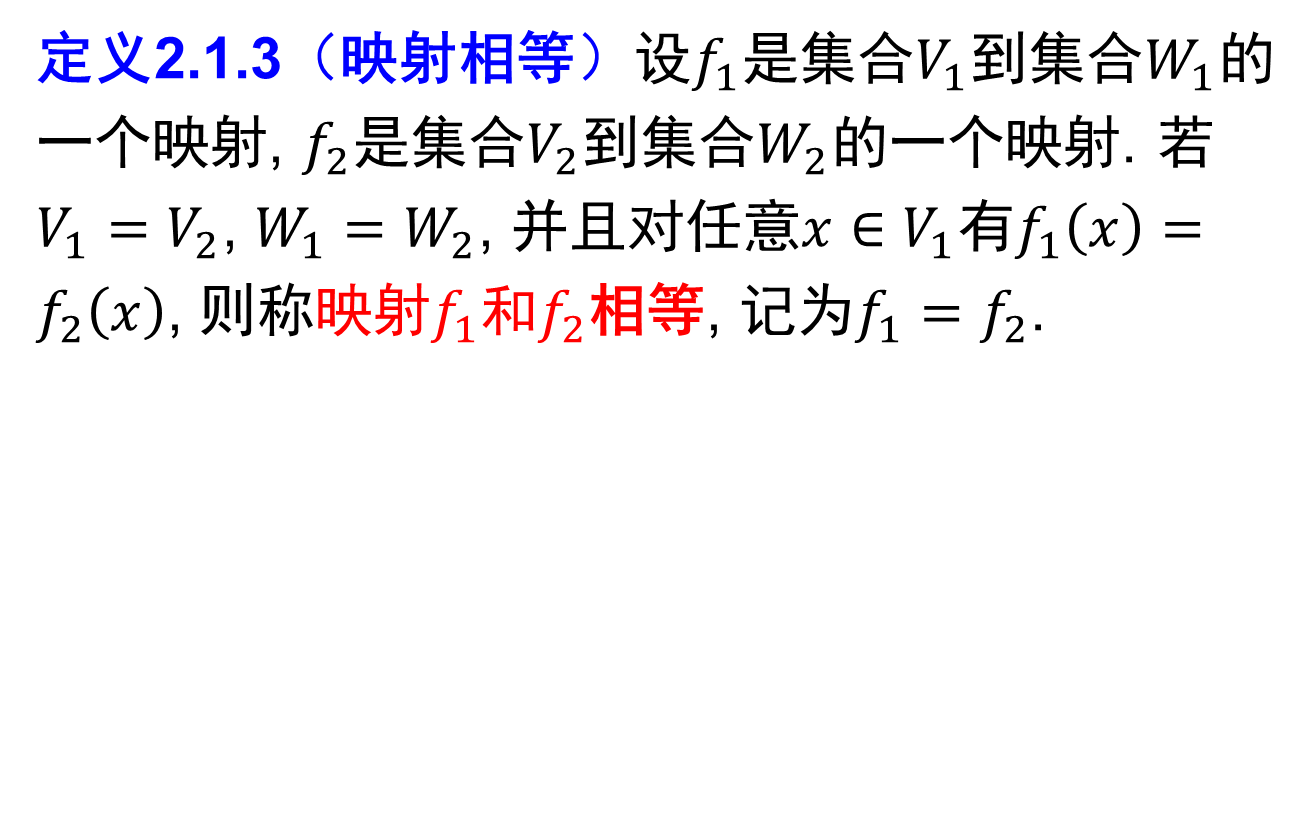 定义2.1.3（映射相等）设𝑓₁是集合𝑉₁到集合𝑊₁的
一个映射, 𝑓₂是集合𝑉₂到集合𝑊₂的一个映射. 若
𝑉₁ = 𝑉₂, 𝑊₁ = 𝑊₂, 并且对任意𝑥 ∈ 𝑉₁有𝑓₁(𝑥) =
𝑓₂(𝑥), 则称映射𝑓₁和𝑓₂相等, 记为𝑓₁ = 𝑓₂.